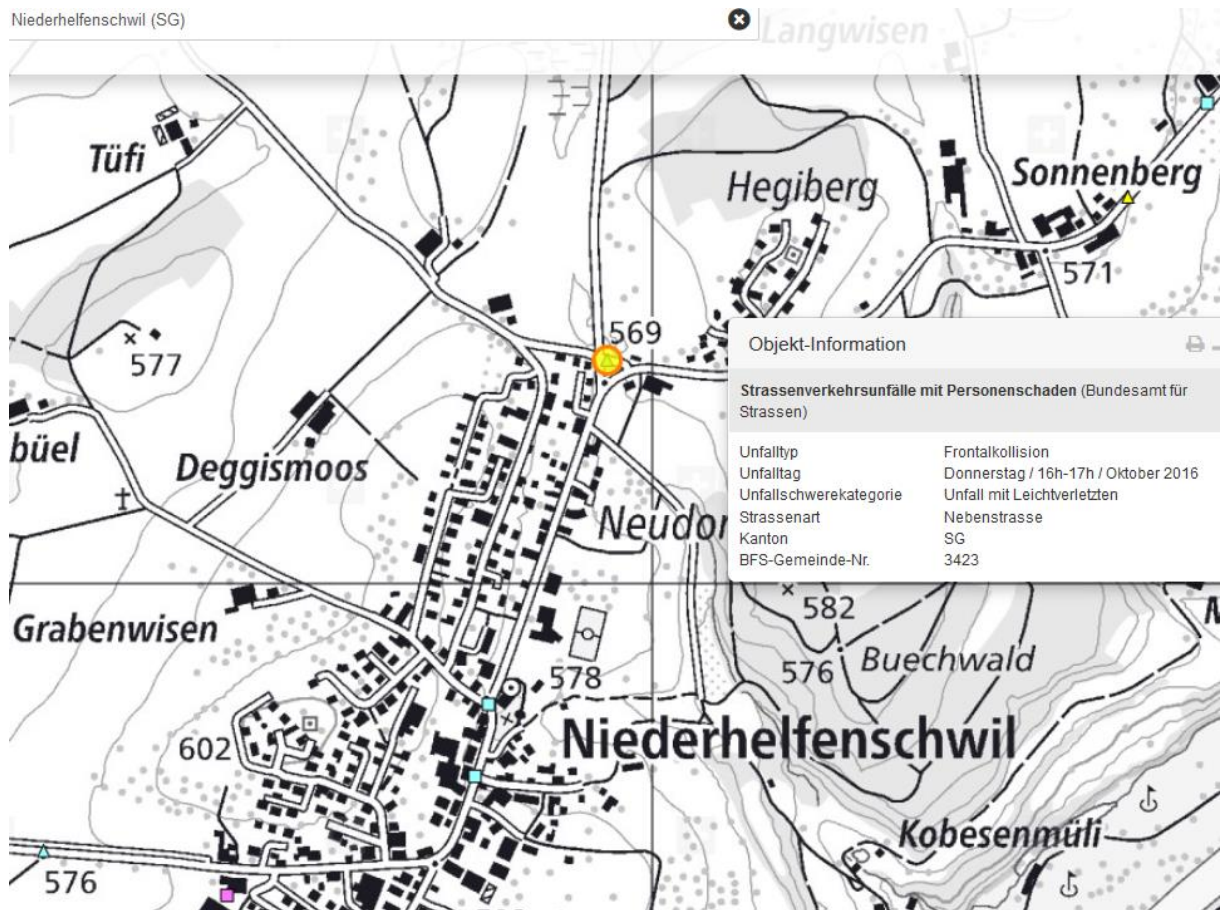 Niederhelfenschwil (SG)
Langwisen
Tüfi
Hegiberg
Sonnenberg
571
569
577
büel
Deggismoos
Objekt-Information
Strassenverkehrsunfälle mit Personenschaden (Bundesamt für
Strassen)
Unfalltyp Frontalkollision
Unfalltag Donnerstag / 16h-17h / Oktober 2016
Unfallschwerekategorie Unfall mit Leichtverletzten
Strassenart Nebenstrasse
Kanton SG
BFS-Gemeinde-Nr. 3423
Neudor
Grabenwisen
582
576
Buechwald
578
602
Niederhelfenschwil
Kobesenmüli
576